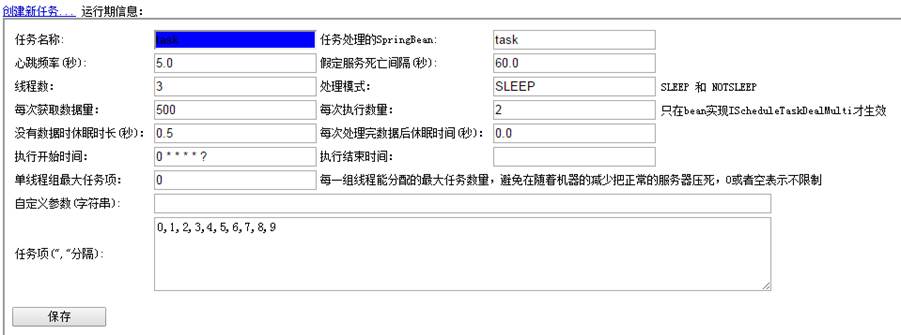 创建新任务... 运行期信息：
任务名称: task 任务处理的SpringBean: task
心跳频率(秒): 5.0 假定服务死亡间隔(秒): 60.0
线程数: 3 处理模式: SLEEP SLEEP 和 NOTSLEEP
每次获取数据量: 500 每次执行数量: 2 只在bean实现IScheduleTaskDealMulti才生效
没有数据时休眠时长(秒): 0.5 每次处理完数据后休眠时间(秒): 0.0
执行开始时间: 0 * * * * ? 执行结束时间:
单线程组最大任务项: 0 每一组线程能分配的最大任务数量，避免在随着机器的减少把正常的服务器压死，0或者空表示不限制
自定义参数(字符串):
任务项(","分隔): 0,1,2,3,4,5,6,7,8,9
保存